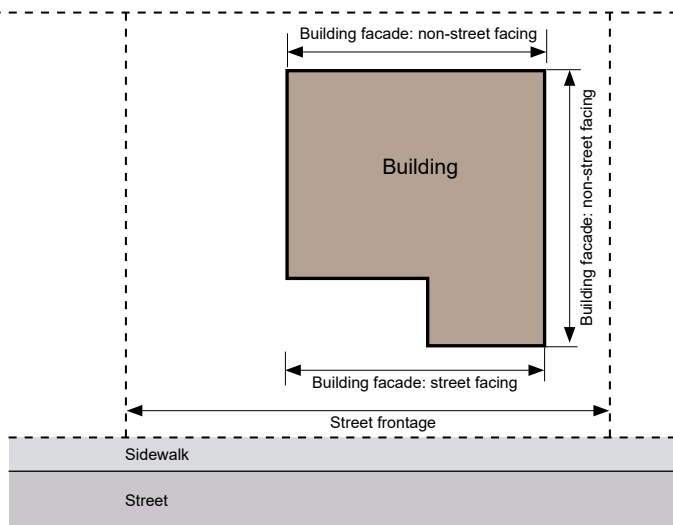 Building facade: non-street facing
Building
Building facade: non-street facing
Building facade: street facing
Street frontage
Sidewalk
Street